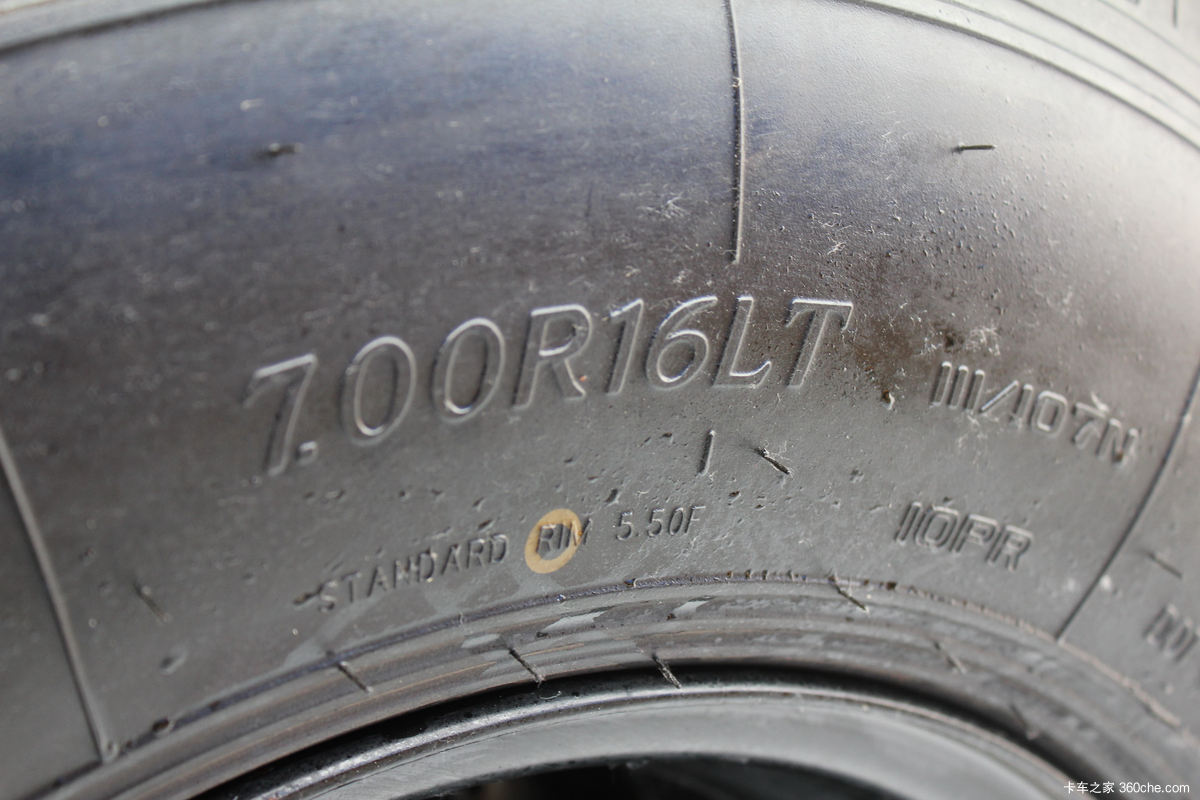 7.00R16LT
111/107N
STANDARD RIM 5.50F
10PR
卡车之家 360che.com